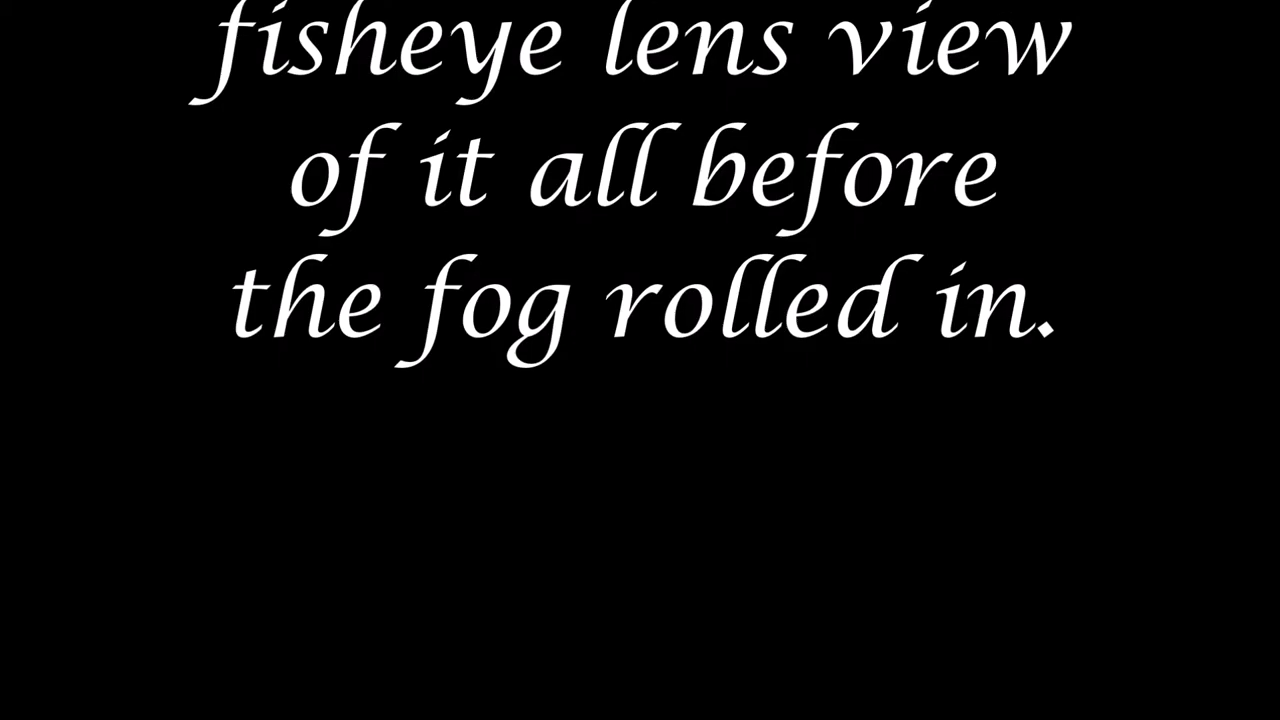 fisheye lens view
of it all before
the fog rolled in.